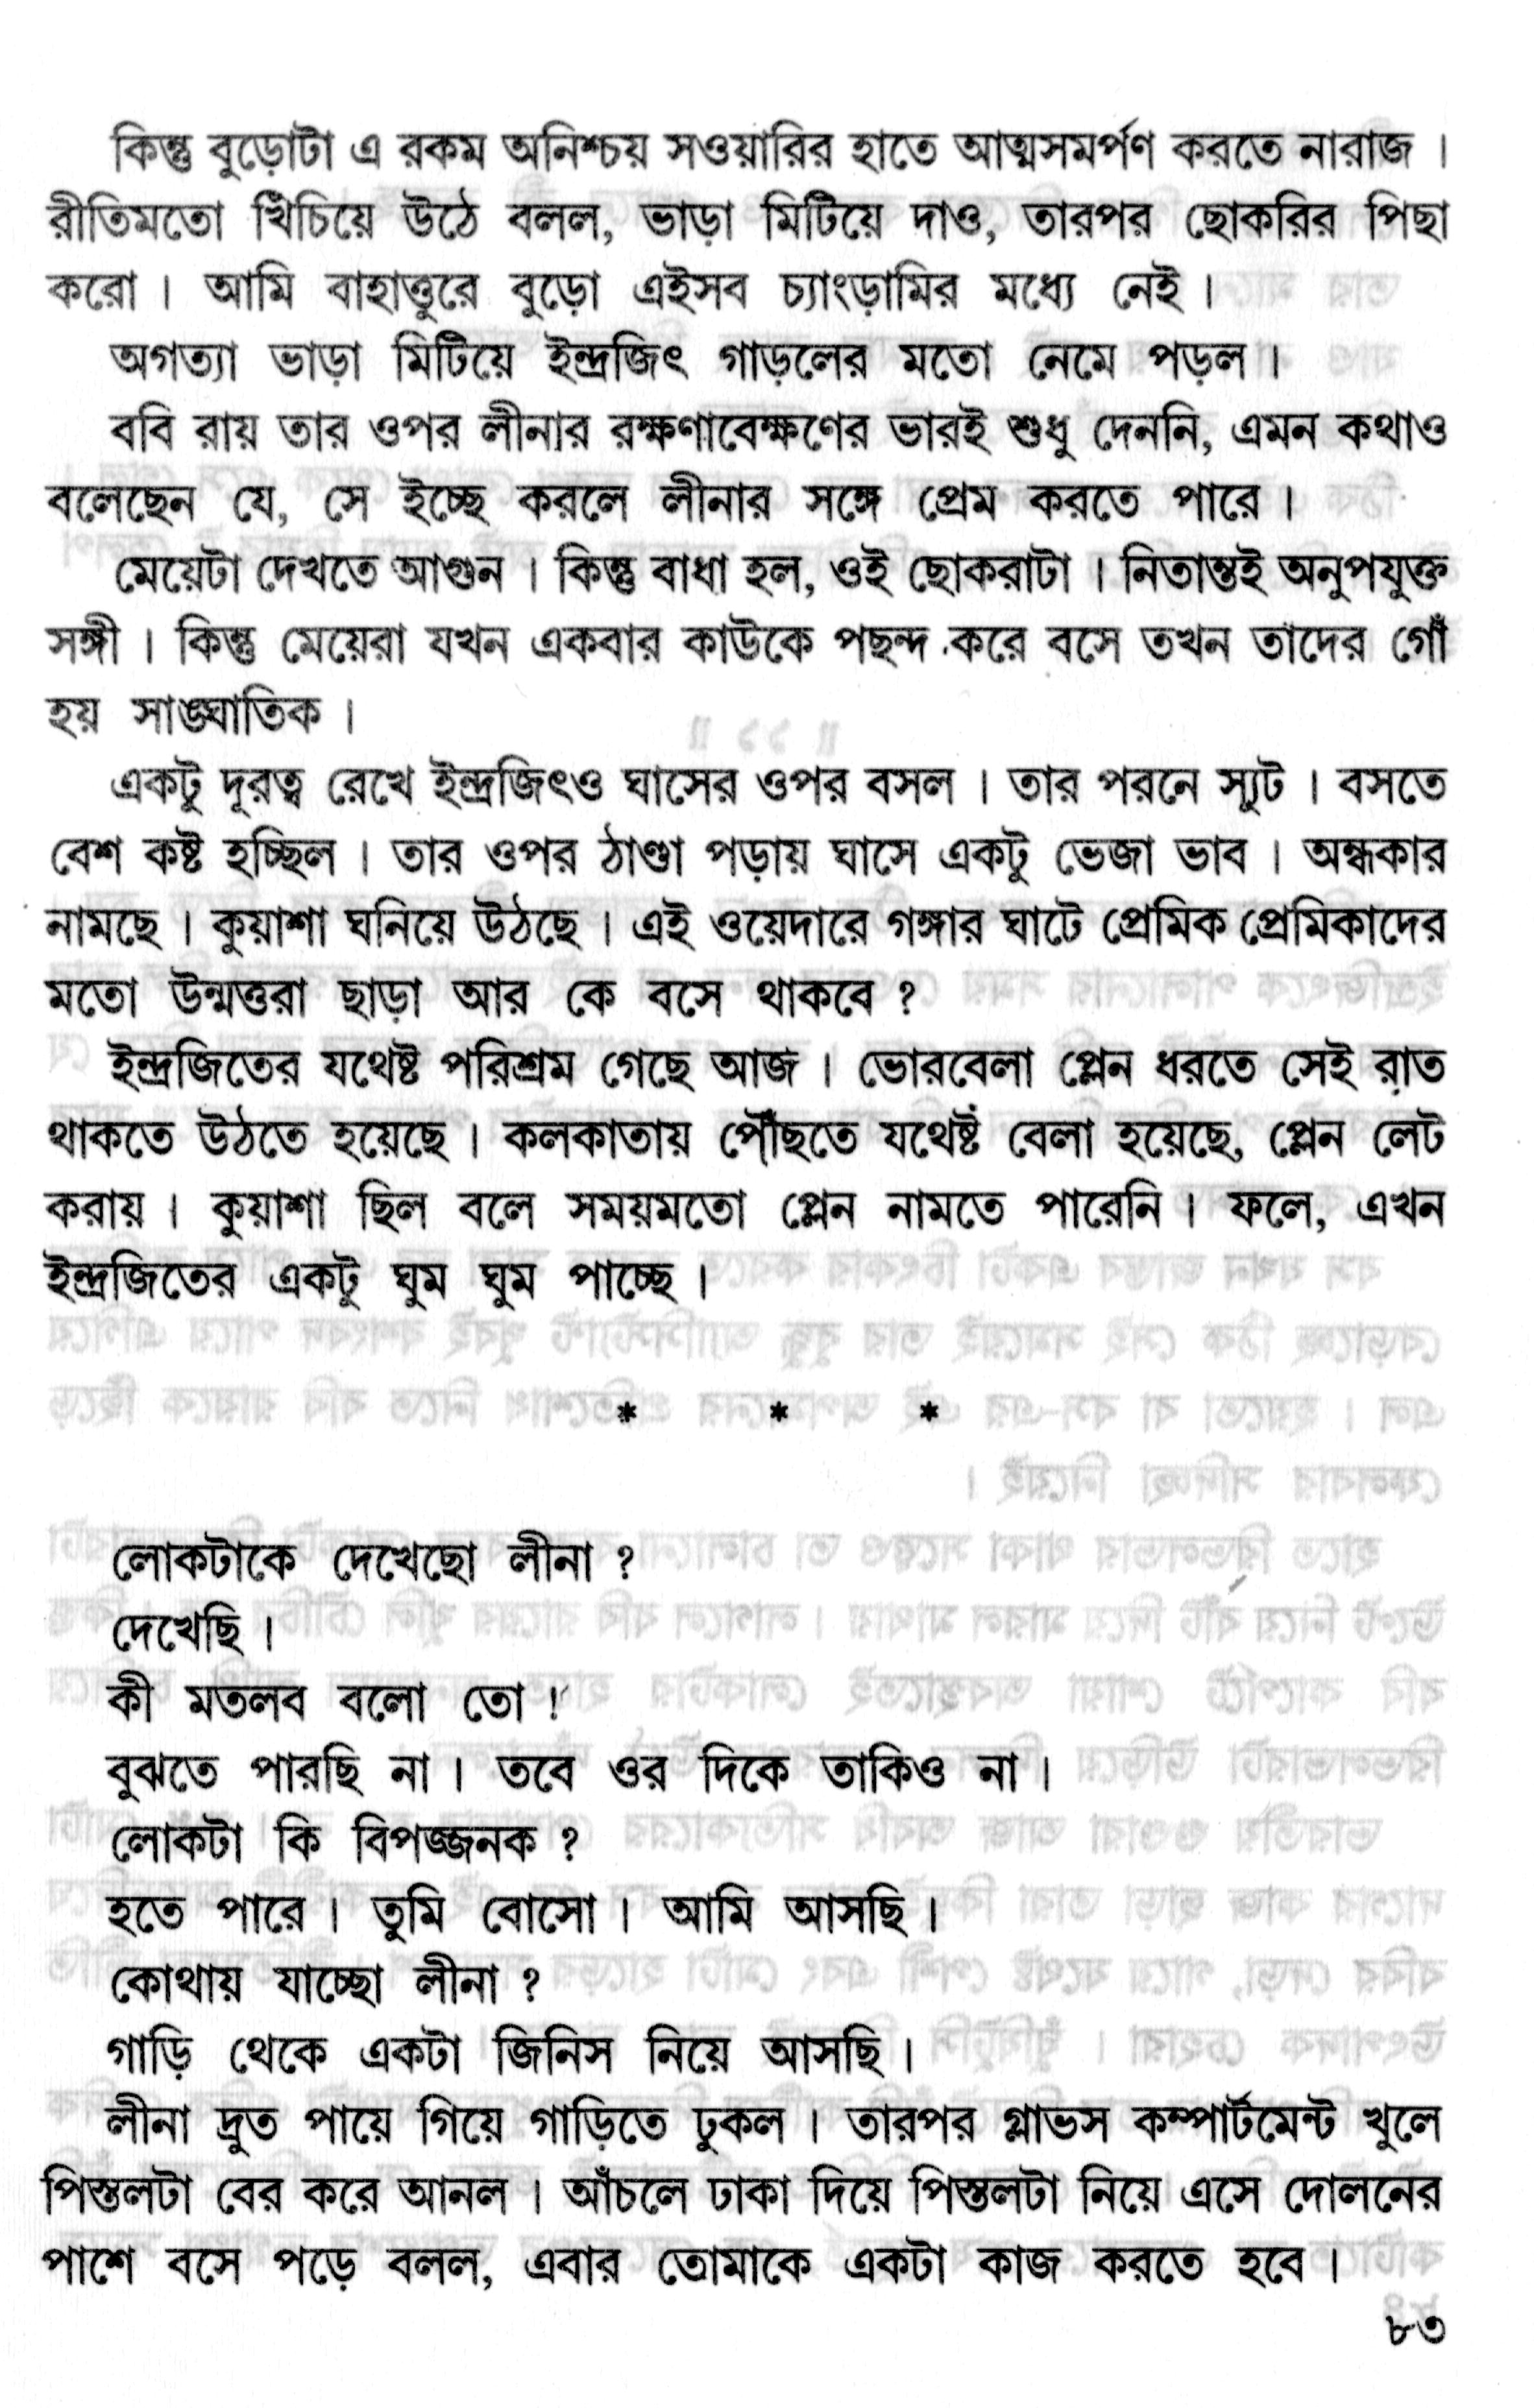 কিন্তু বুড়োটা এ রকম অনিশ্চয় সওয়ারির হাতে আত্মসমর্পণ করতে নারাজ ।
রীতিমতো খিঁচিয়ে উঠে বলল, ভাড়া মিটিয়ে দাও, তারপর ছোকরির পিছা
করো । আমি বাহাত্তুরে বুড়ো এইসব চ্যাংড়ামির মধ্যে নেই ।
অগত্যা ভাড়া মিটিয়ে ইন্দ্রজিৎ গাড়লের মতো নেমে পড়ল ।
ববি রায় তার ওপর লীনার রক্ষণাবেক্ষণের ভারই শুধু দেননি, এমন কথাও
বলেছেন যে, সে ইচ্ছে করলে লীনার সঙ্গে প্রেম করতে পারে ।
মেয়েটা দেখতে আগুন । কিন্তু বাধা হল, ওই ছোকরাটা । নিতান্তই অনুপযুক্ত
সঙ্গী । কিন্তু মেয়েরা যখন একবার কাউকে পছন্দ করে বসে তখন তাদের গোঁ
হয় সাঙ্ঘাতিক ।
একটু দূরত্ব রেখে ইন্দ্রজিৎও ঘাসের ওপর বসল । তার পরনে স্যুট । বসতে
বেশ কষ্ট হচ্ছিল । তার ওপর ঠাণ্ডা পড়ায় ঘাসে একটু ভেজা ভাব । অন্ধকার
নামছে । কুয়াশা ঘনিয়ে উঠছে । এই ওয়েদারে গঙ্গার ঘাটে প্রেমিক প্রেমিকাদের
মতো উন্মত্তরা ছাড়া আর কে বসে থাকবে ?
ইন্দ্রজিতের যথেষ্ট পরিশ্রম গেছে আজ । ভোরবেলা প্লেন ধরতে সেই রাত
থাকতে উঠতে হয়েছে । কলকাতায় পৌঁছতে যথেষ্ট বেলা হয়েছে, প্লেন লেট
করায় । কুয়াশা ছিল বলে সময়মতো প্লেন নামতে পারেনি । ফলে, এখন
ইন্দ্রজিতের একটু ঘুম ঘুম পাচ্ছে ।
* * *
লোকটাকে দেখেছো লীনা ?
দেখেছি ।
কী মতলব বলো তো !
বুঝতে পারছি না । তবে ওর দিকে তাকিও না ।
লোকটা কি বিপজ্জনক ?
হতে পারে । তুমি বোসো । আমি আসছি ।
কোথায় যাচ্ছো লীনা ?
গাড়ি থেকে একটা জিনিস নিয়ে আসছি ।
লীনা দ্রুত পায়ে গিয়ে গাড়িতে ঢুকল । তারপর গ্লাভস কম্পার্টমেন্ট খুলে
পিস্তলটা বের করে আনল । আঁচলে ঢাকা দিয়ে পিস্তলটা নিয়ে এসে দোলনের
পাশে বসে পড়ে বলল, এবার তোমাকে একটা কাজ করতে হবে ।
৮৩